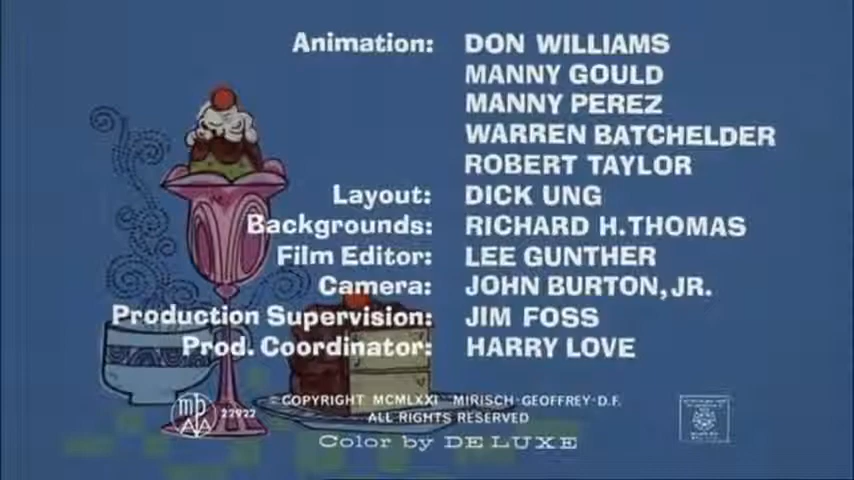 Animation: DON WILLIAMS
MANNY GOULD
MANNY PEREZ
WARREN BATCHELDER
ROBERT TAYLOR
Layout: DICK UNG
Backgrounds: RICHARD H.THOMAS
Film Editor: LEE GUNTHER
Camera: JOHN BURTON, JR.
Production Supervision: JIM FOSS
Prod. Coordinator: HARRY LOVE
©COPYRIGHT MCMLXXI MIRISCH-GEOFFREY-D.F.
ALL RIGHTS RESERVED
22922
Color by DE LUXE